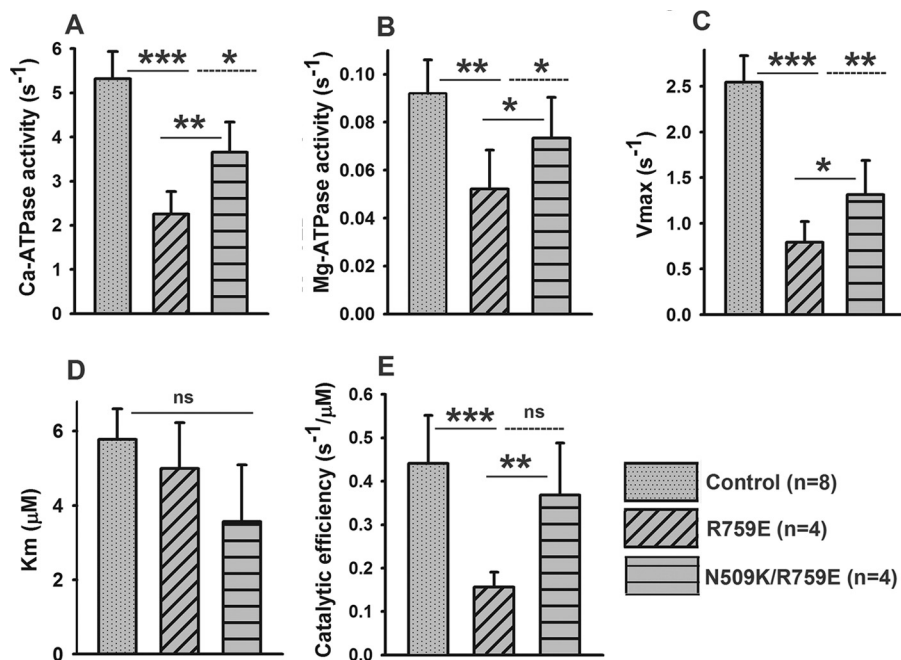 A
Ca-ATPase activity (s⁻¹)
6
5
4
3
2
1
0
*** *
**
B
Mg-ATPase activity (s⁻¹)
0.10
0.08
0.06
0.04
0.02
0.00
** *
*
C
Vmax (s⁻¹)
2.5
2.0
1.5
1.0
0.5
0.0
*** **
*
D
Km (µM)
6
4
2
0
ns
E
Catalytic efficiency (s⁻¹/µM)
0.6
0.5
0.4
0.3
0.2
0.1
0.0
*** ns
**
Control (n=8)
R759E (n=4)
N509K/R759E (n=4)